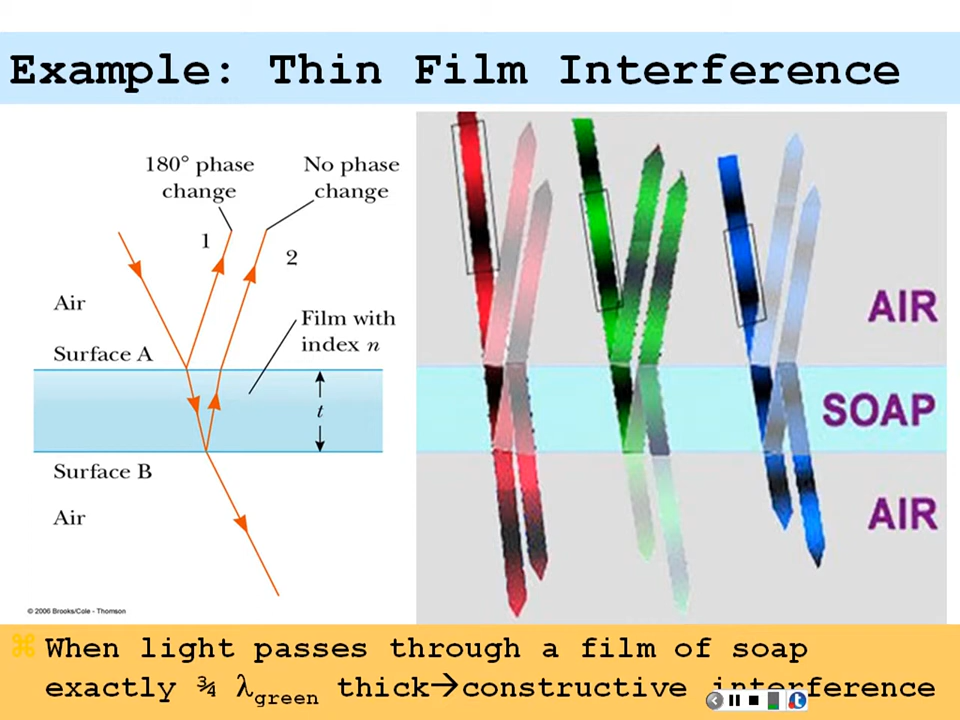 Example: Thin Film Interference
180° phase
change
No phase
change
1
2
Air
Film with
index n
Surface A
t
Surface B
Air
© 2006 Brooks/Cole - Thomson
AIR
SOAP
AIR
When light passes through a film of soap
exactly ¾ λgreen thick→constructive interference